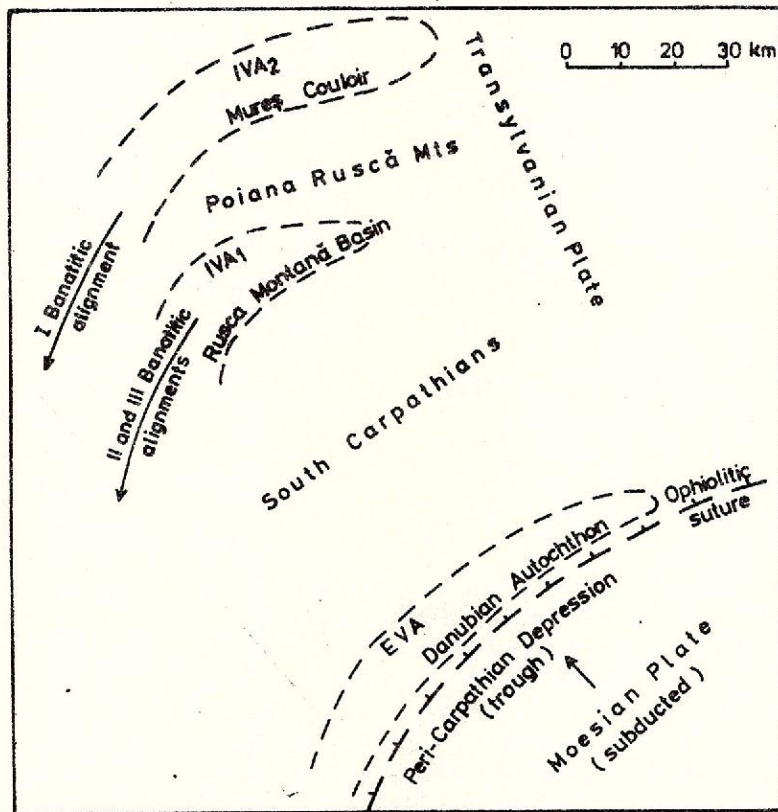 0 10 20 30 km
Transylvanian Plate
IVA2
Mureș Couloir
Poiana Ruscă Mts
I Banatitic
alignment
IVA1
Rusca Montană Basin
II and III Banatitic
alignments
South Carpathians
Ophiolitic
suture
EVA
Danubian Autochthon
Peri-Carpathian Depression
(trough)
Moesian Plate
(subducted)